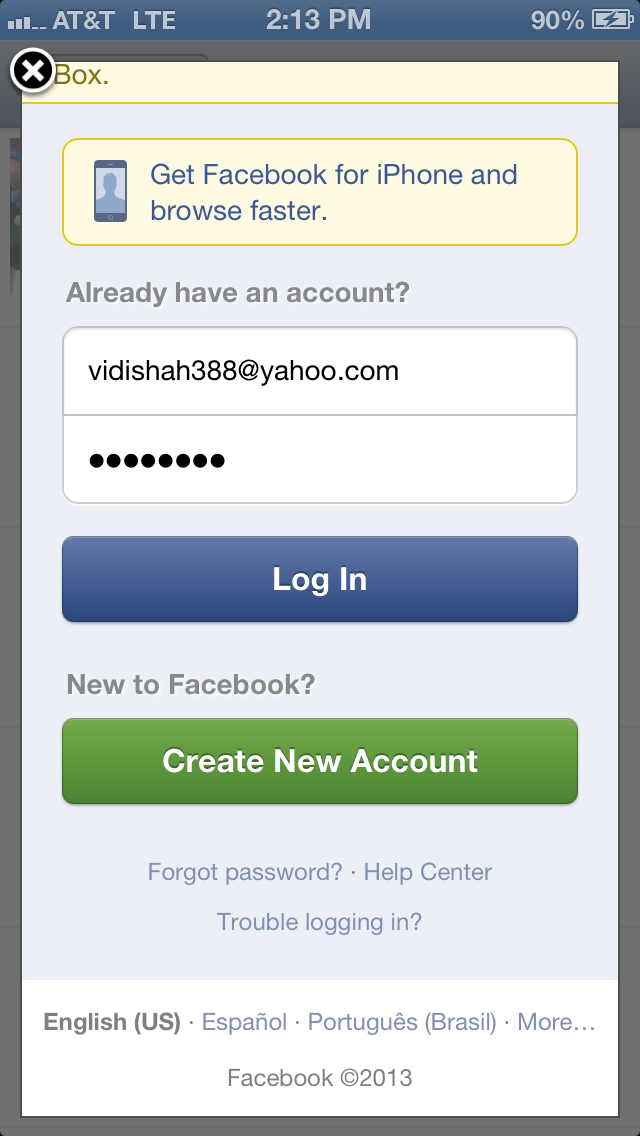 AT&T LTE 2:13 PM 90%
Box.
Get Facebook for iPhone and
browse faster.
Already have an account?
vidishah388@yahoo.com
••••••••
Log In
New to Facebook?
Create New Account
Forgot password? · Help Center
Trouble logging in?
English (US) · Español · Português (Brasil) · More…
Facebook ©2013